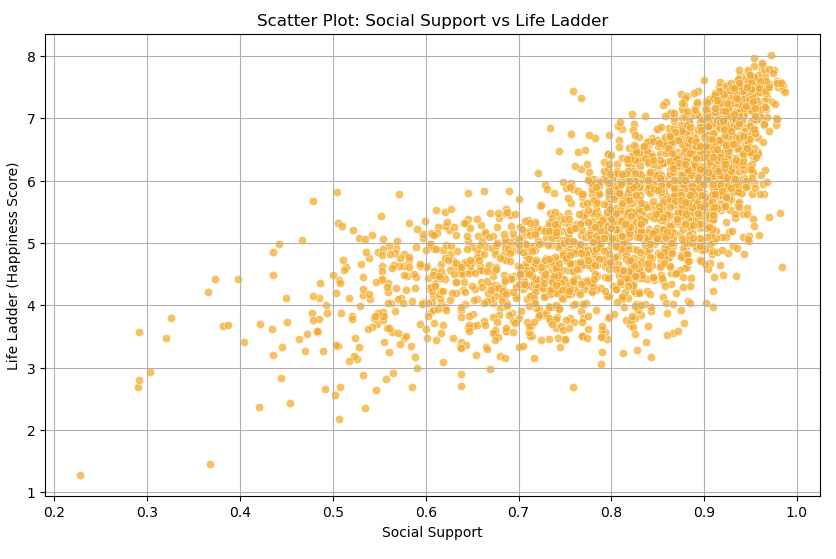 Scatter Plot: Social Support vs Life Ladder
Life Ladder (Happiness Score)
8
7
6
5
4
3
2
1
0.2 0.3 0.4 0.5 0.6 0.7 0.8 0.9 1.0
Social Support